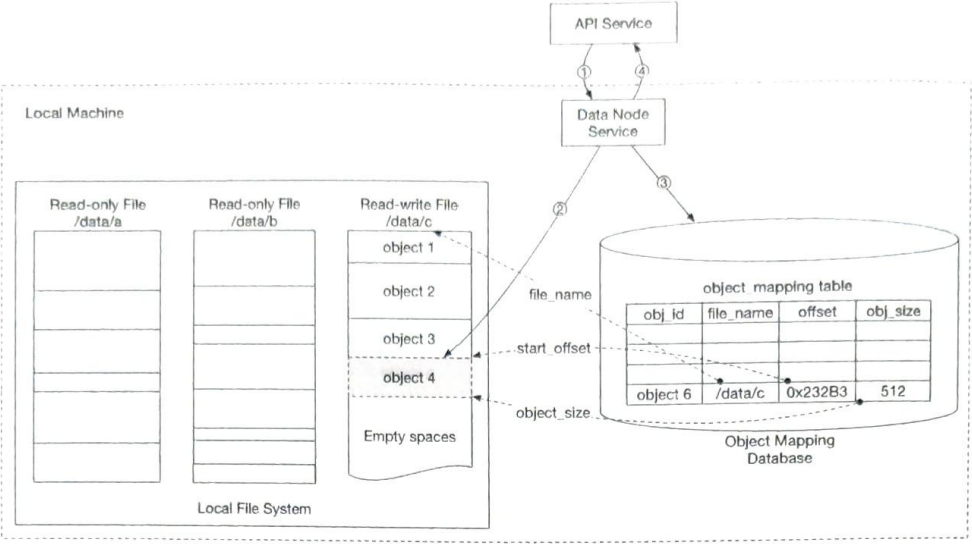 API Service
①
④
Local Machine
Data Node
Service
②
③
Read-only File
/data/a
Read-only File
/data/b
Read-write File
/data/c
object 1
object 2
object 3
object 4
Empty spaces
Local File System
file_name
start_offset
object_size
object_mapping table
obj_id file_name offset obj_size
object 6 /data/c 0x232B3 512
Object Mapping
Database